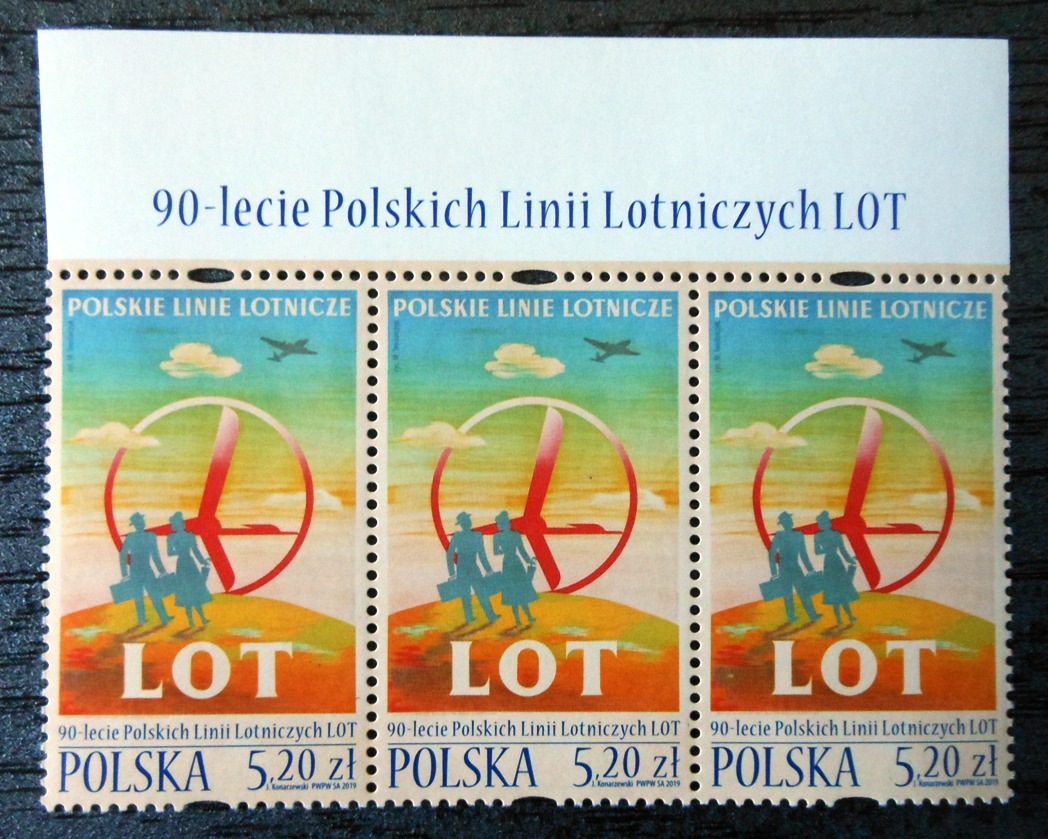 90-lecie Polskich Linii Lotniczych LOT
POLSKIE LINIE LOTNICZE
LOT
90-lecie Polskich Linii Lotniczych LOT
POLSKA 5,20 zł
J. Konarzewski PWPW SA 2019
POLSKIE LINIE LOTNICZE
LOT
90-lecie Polskich Linii Lotniczych LOT
POLSKA 5,20 zł
J. Konarzewski PWPW SA 2019
POLSKIE LINIE LOTNICZE
LOT
90-lecie Polskich Linii Lotniczych LOT
POLSKA 5,20 zł
J. Konarzewski PWPW SA 2019